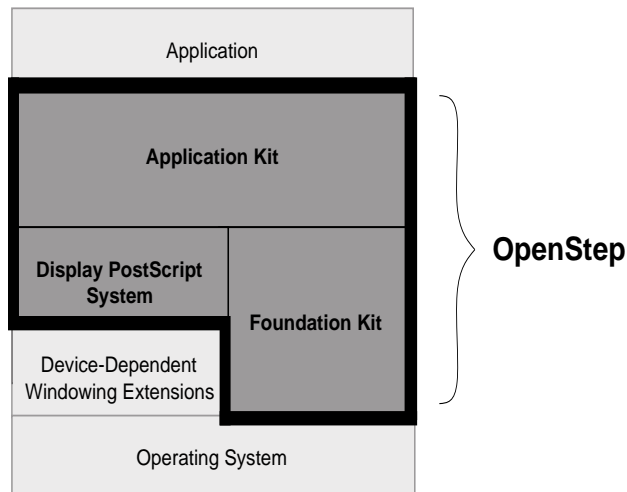 Application
Application Kit
OpenStep
Display PostScript
System
Foundation Kit
Device-Dependent
Windowing Extensions
Operating System